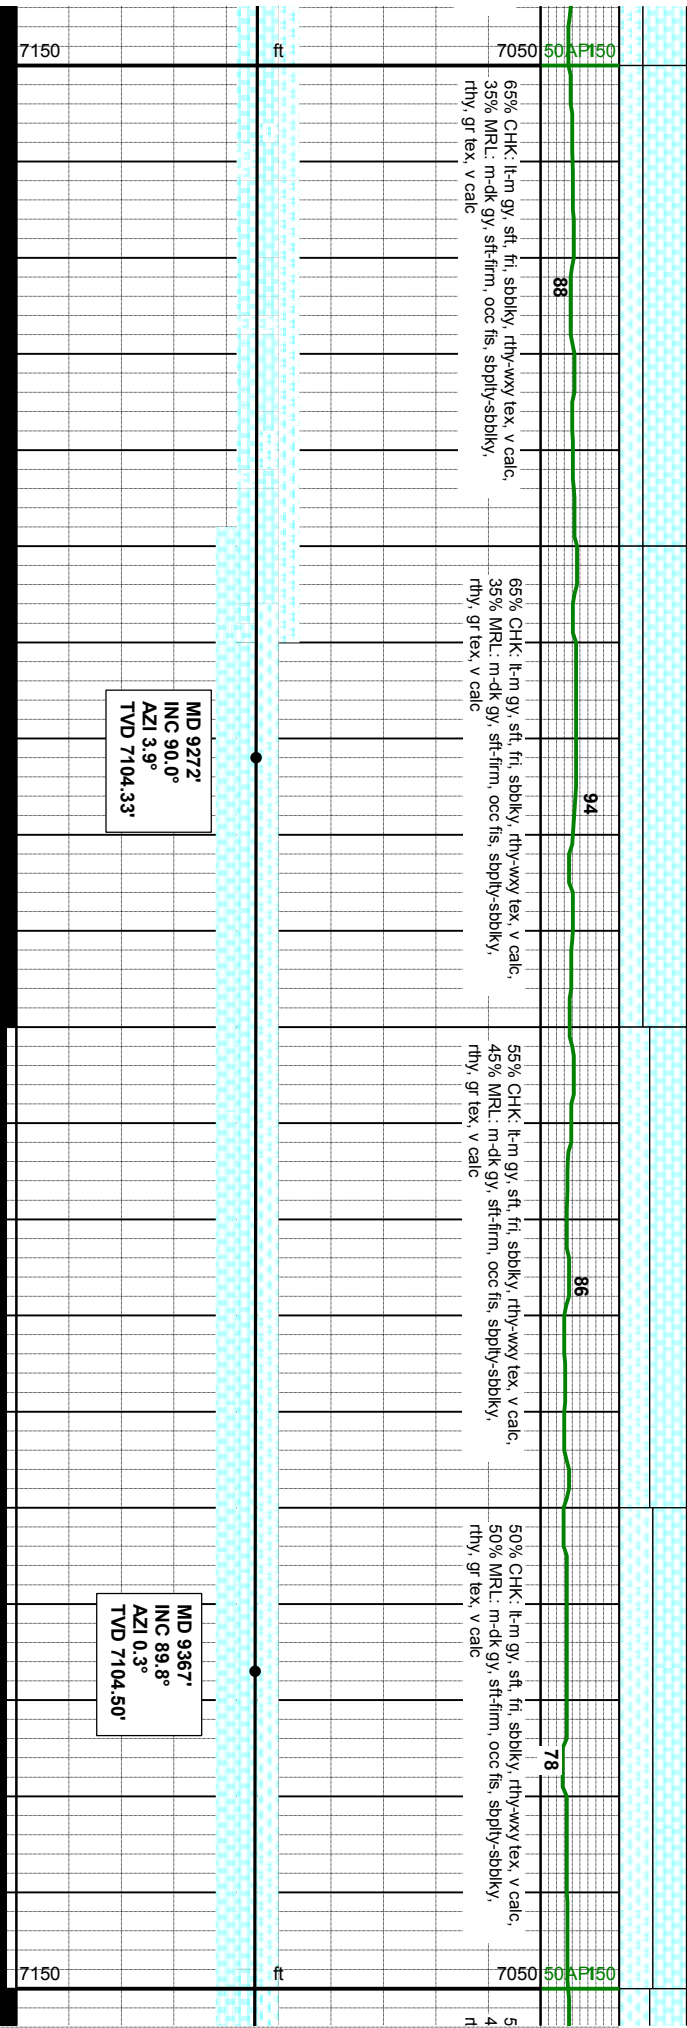 7150
ft
7050
50 API 150
65% CHK: lt-m gy, sft, fri, sbblky, rthy-wxy tex, v calc,
35% MRL: m-dk gy, sft-firm, occ fis, sbplty-sbblky,
rthy, gr tex, v calc
88
65% CHK: lt-m gy, sft, fri, sbblky, rthy-wxy tex, v calc,
35% MRL: m-dk gy, sft-firm, occ fis, sbplty-sbblky,
rthy, gr tex, v calc
94
MD 9272'
INC 90.0°
AZI 3.9°
TVD 7104.33'
55% CHK: lt-m gy, sft, fri, sbblky, rthy-wxy tex, v calc,
45% MRL: m-dk gy, sft-firm, occ fis, sbplty-sbblky,
rthy, gr tex, v calc
86
50% CHK: lt-m gy, sft, fri, sbblky, rthy-wxy tex, v calc,
50% MRL: m-dk gy, sft-firm, occ fis, sbplty-sbblky,
rthy, gr tex, v calc
78
MD 9367'
INC 89.8°
AZI 0.3°
TVD 7104.50'
7150
ft
7050
50 API 150
5
4
rt